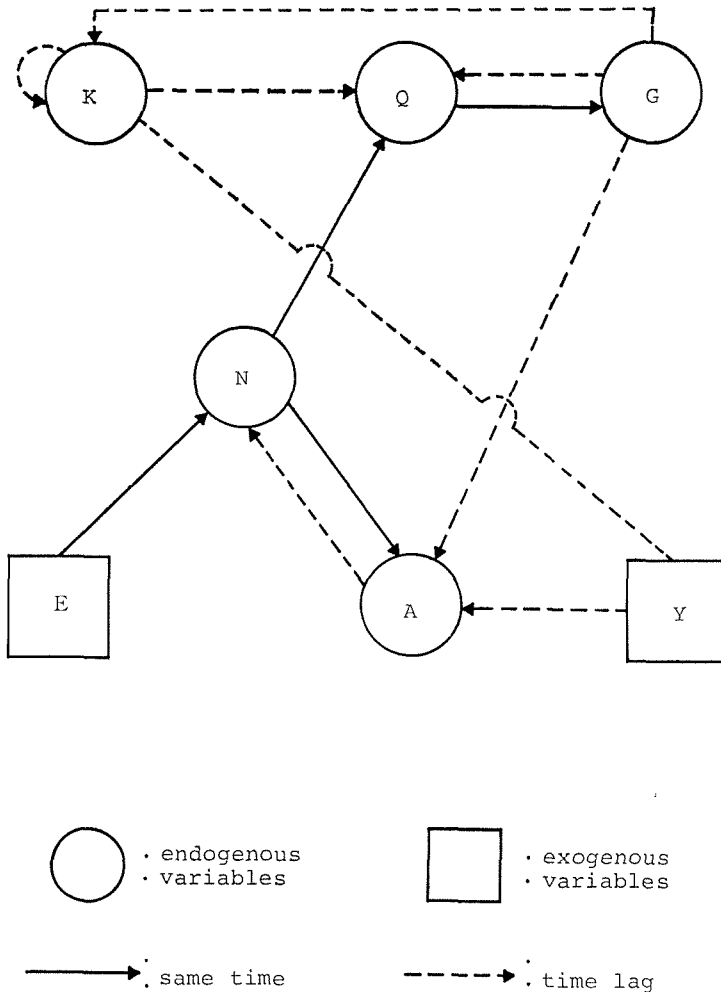 K
Q
G
N
E
A
Y
: endogenous
: variables
: exogenous
: variables
: same time
: time lag